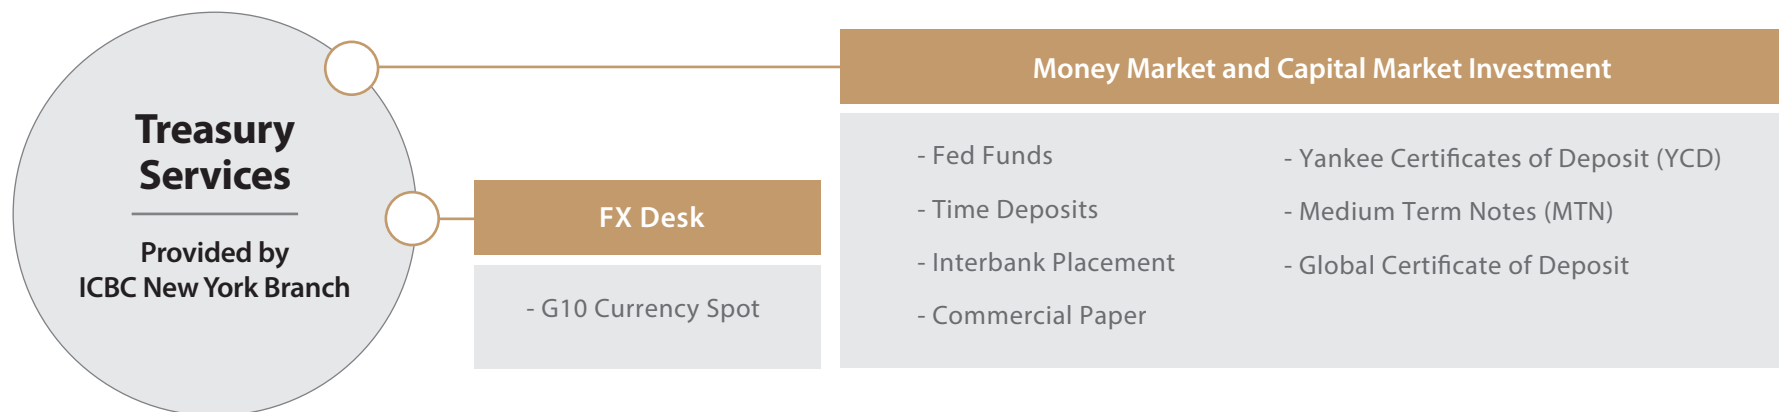 Treasury
Services
Provided by
ICBC New York Branch
FX Desk
- G10 Currency Spot
Money Market and Capital Market Investment
- Fed Funds
- Time Deposits
- Interbank Placement
- Commercial Paper
- Yankee Certificates of Deposit (YCD)
- Medium Term Notes (MTN)
- Global Certificate of Deposit